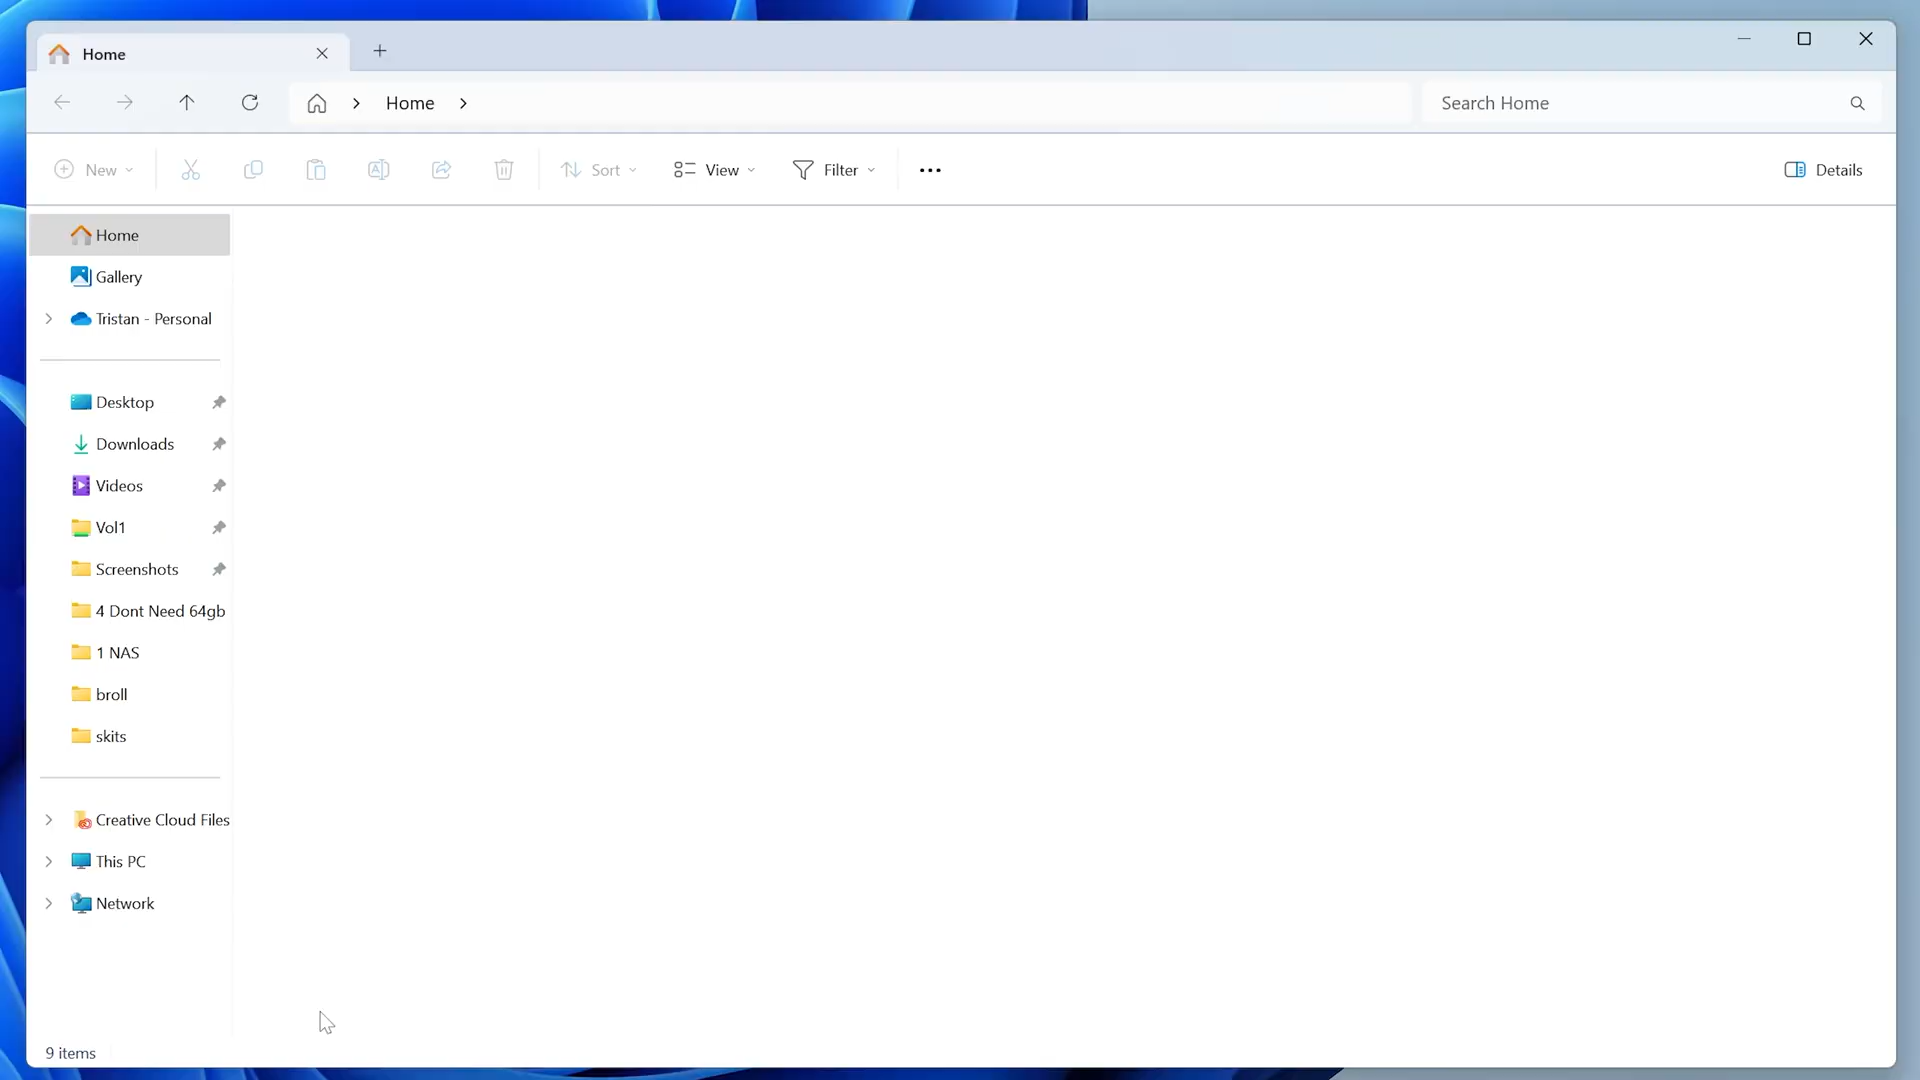 Home
Home
Search Home
New
Sort
View
Filter
Details
Home
Gallery
Tristan - Personal
Desktop
Downloads
Videos
Vol1
Screenshots
4 Dont Need 64gb
1 NAS
broll
skits
Creative Cloud Files
This PC
Network
9 items